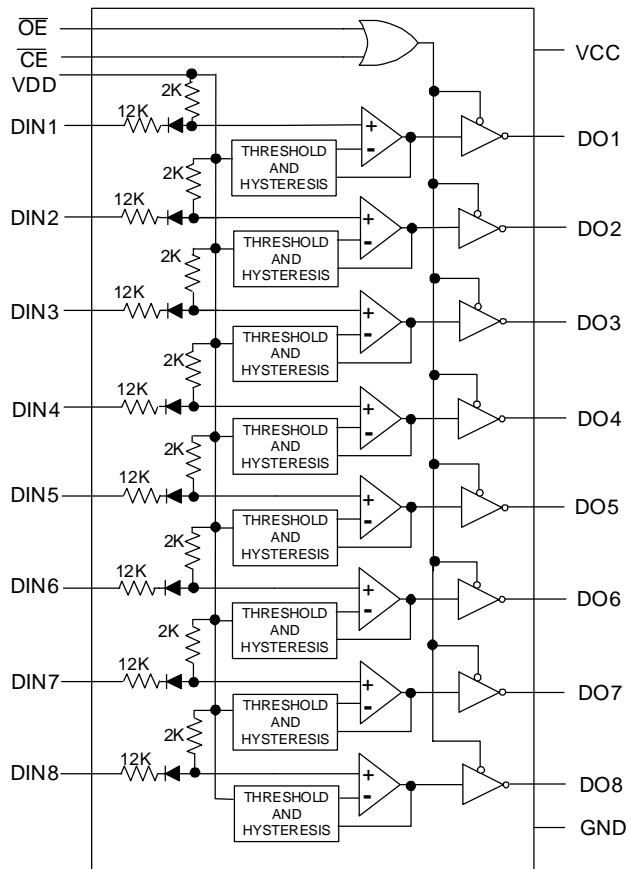 OE
CE
VDD
VCC
2K
12K
DIN1
+
-
THRESHOLD
AND
HYSTERESIS
DO1
2K
12K
DIN2
+
-
THRESHOLD
AND
HYSTERESIS
DO2
2K
12K
DIN3
+
-
THRESHOLD
AND
HYSTERESIS
DO3
2K
12K
DIN4
+
-
THRESHOLD
AND
HYSTERESIS
DO4
2K
12K
DIN5
+
-
THRESHOLD
AND
HYSTERESIS
DO5
2K
12K
DIN6
+
-
THRESHOLD
AND
HYSTERESIS
DO6
2K
12K
DIN7
+
-
THRESHOLD
AND
HYSTERESIS
DO7
2K
12K
DIN8
+
-
THRESHOLD
AND
HYSTERESIS
DO8
GND